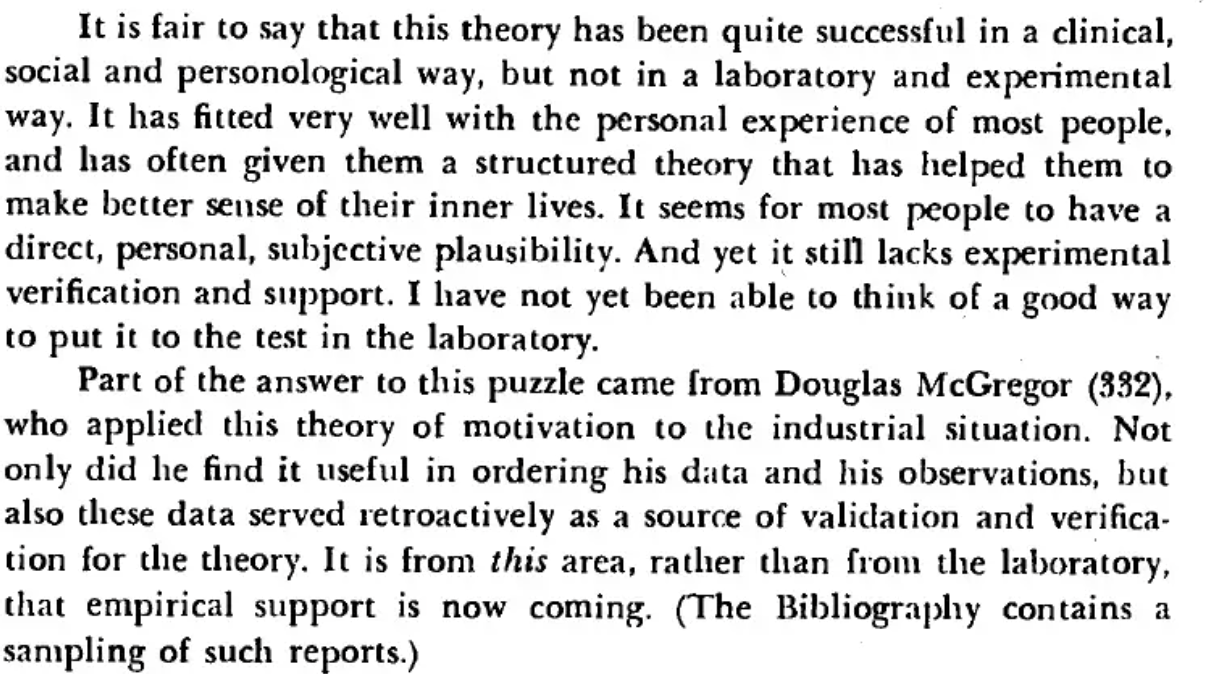 It is fair to say that this theory has been quite successful in a clinical,
social and personological way, but not in a laboratory and experimental
way. It has fitted very well with the personal experience of most people,
and has often given them a structured theory that has helped them to
make better sense of their inner lives. It seems for most people to have a
direct, personal, subjective plausibility. And yet it still lacks experimental
verification and support. I have not yet been able to think of a good way
to put it to the test in the laboratory.
Part of the answer to this puzzle came from Douglas McGregor (332),
who applied this theory of motivation to the industrial situation. Not
only did he find it useful in ordering his data and his observations, but
also these data served retroactively as a source of validation and verifica-
tion for the theory. It is from this area, rather than from the laboratory,
that empirical support is now coming. (The Bibliography contains a
sampling of such reports.)